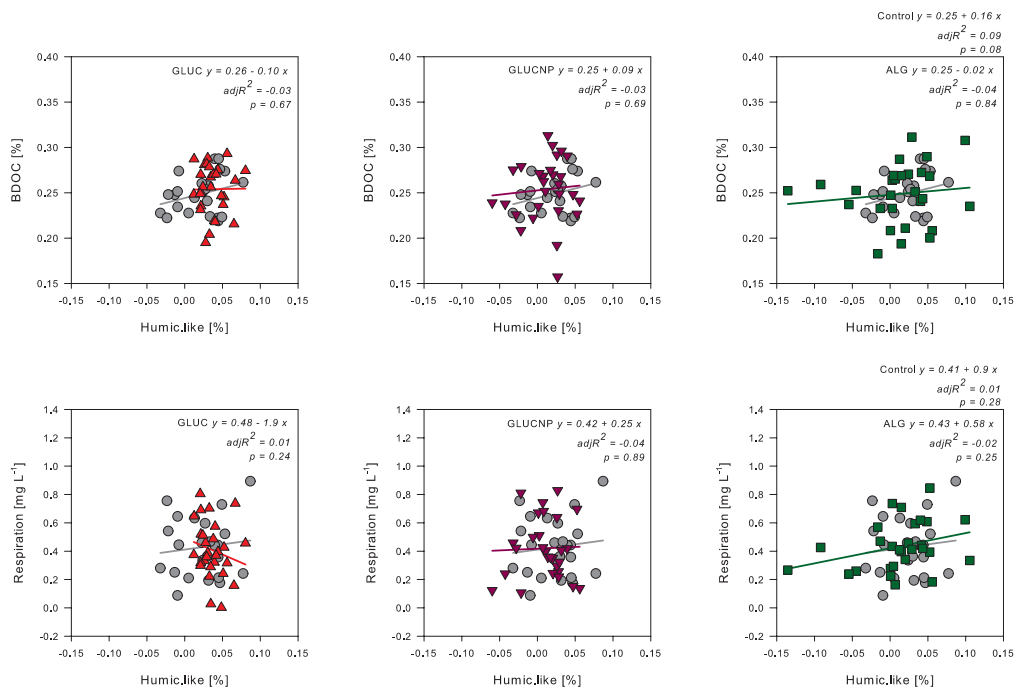 Control y = 0.25 + 0.16 x
adjR² = 0.09
p = 0.08
GLUC y = 0.26 - 0.10 x
adjR² = -0.03
p = 0.67
0.40
0.35
0.30
0.25
0.20
0.15
BDOC [%]
-0.15 -0.10 -0.05 0.00 0.05 0.10 0.15
Humic.like [%]
GLUCNP y = 0.25 + 0.09 x
adjR² = -0.03
p = 0.69
0.40
0.35
0.30
0.25
0.20
0.15
BDOC [%]
-0.15 -0.10 -0.05 0.00 0.05 0.10 0.15
Humic.like [%]
ALG y = 0.25 - 0.02 x
adjR² = -0.04
p = 0.84
0.40
0.35
0.30
0.25
0.20
0.15
BDOC [%]
-0.15 -0.10 -0.05 0.00 0.05 0.10 0.15
Humic.like [%]
Control y = 0.41 + 0.9 x
adjR² = 0.01
p = 0.28
GLUC y = 0.48 - 1.9 x
adjR² = 0.01
p = 0.24
1.4
1.2
1.0
0.8
0.6
0.4
0.2
0.0
-0.2
Respiration [mg L⁻¹]
-0.15 -0.10 -0.05 0.00 0.05 0.10 0.15
Humic.like [%]
GLUCNP y = 0.42 + 0.25 x
adjR² = -0.04
p = 0.89
1.4
1.2
1.0
0.8
0.6
0.4
0.2
0.0
-0.2
Respiration [mg L⁻¹]
-0.15 -0.10 -0.05 0.00 0.05 0.10 0.15
Humic.like [%]
ALG y = 0.43 + 0.58 x
adjR² = -0.02
p = 0.25
1.4
1.2
1.0
0.8
0.6
0.4
0.2
0.0
-0.2
Respiration [mg L⁻¹]
-0.15 -0.10 -0.05 0.00 0.05 0.10 0.15
Humic.like [%]